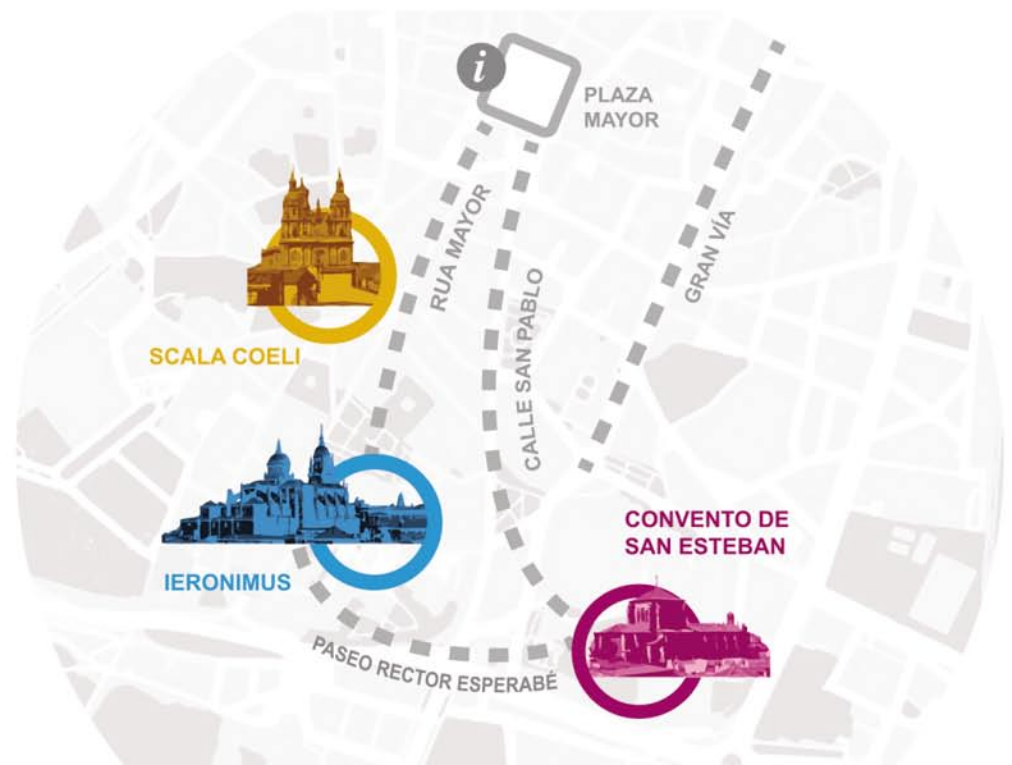 i
PLAZA
MAYOR
RUA MAYOR
GRAN VÍA
CALLE SAN PABLO
SCALA COELI
CONVENTO DE
SAN ESTEBAN
IERONIMUS
PASEO RECTOR ESPERABÉ